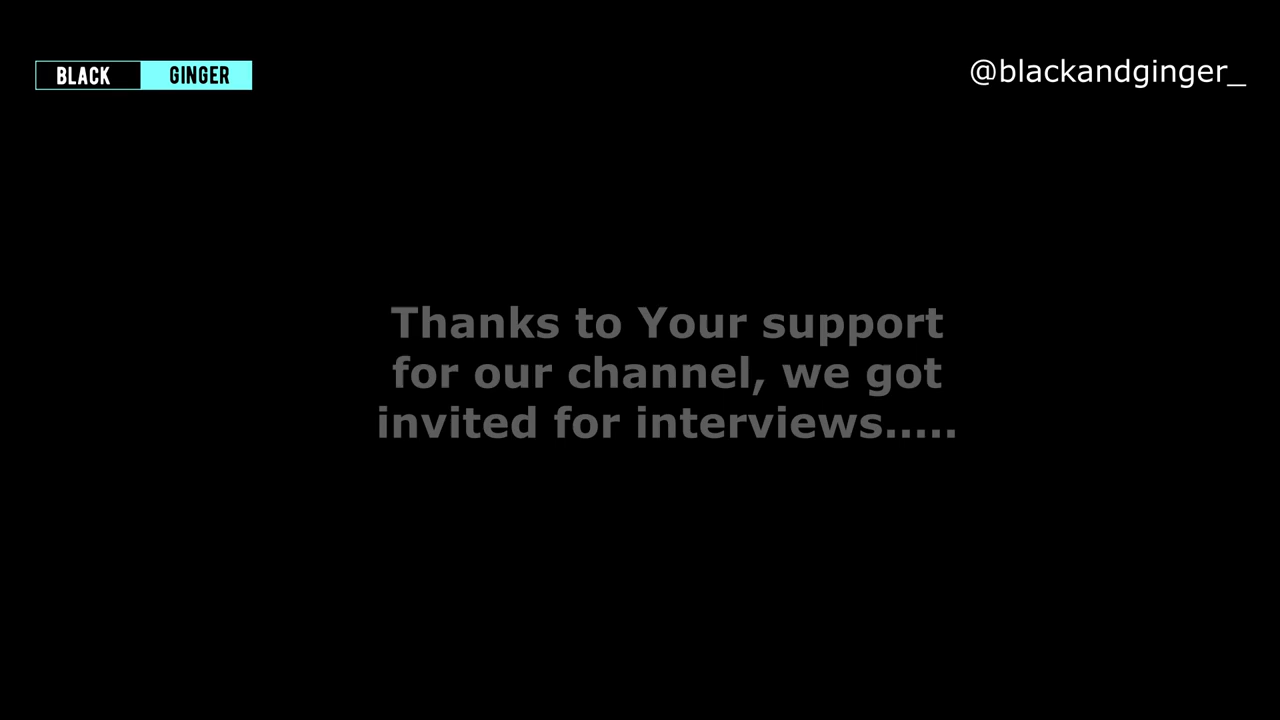 BLACK GINGER
@blackandginger_
Thanks to Your support
for our channel, we got
invited for interviews.....